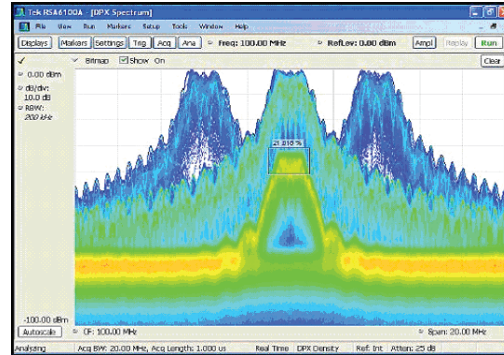 Tek RSA6100A - [DPX Spectrum]
File View Run Markers Setup Tools Window Help
Displays Markers Settings Trig Acq Ana Freq: 100.00 MHz RefLev: 0.00 dBm Ampl Replay Run
Bitmap Show On Clear
0.00 dBm
dB/div:
10.0 dB
RBW:
200 kHz
-100.00 dBm
Autoscale CF: 100.00 MHz Span: 20.00 MHz
Analyzing Acq BW: 20.00 MHz, Acq Length: 1.000 us Real Time DPX Density Ref: Int Atten: 25 dB